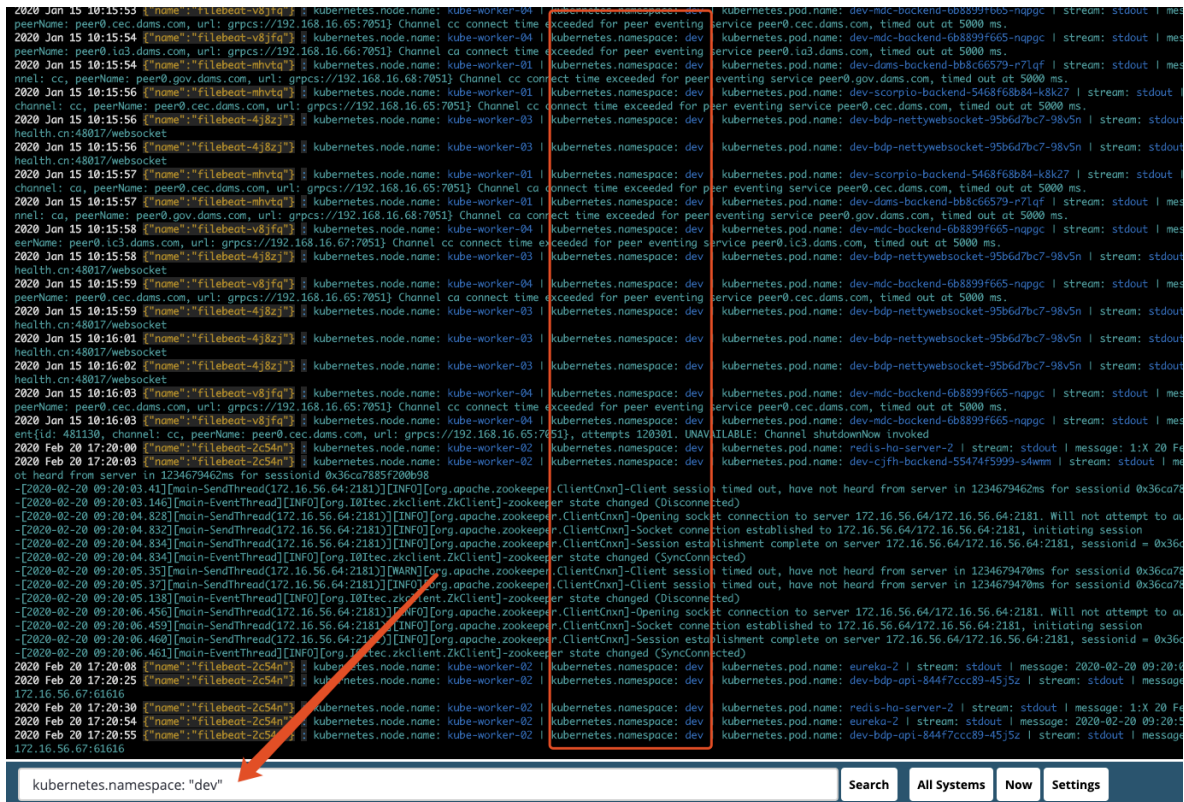 2020 Jan 15 10:15:53 {"name":"filebeat-v8jfq"} : kubernetes.node.name: kube-worker-04 | kubernetes.namespace: dev kubernetes.pod.name: dev-mdc-backend-6b8899f665-nqpgc | stream: stdout | mes
peerName: peer0.gov.dams.com, url: grpcs://192.168.16.68:7051} Channel cc connect time exceeded for peer eventing service peer0.gov.dams.com, timed out at 5000 ms.
2020 Jan 15 10:15:54 {"name":"filebeat-v8jfq"} : kubernetes.node.name: kube-worker-04 | kubernetes.namespace: dev kubernetes.pod.name: dev-mdc-backend-6b8899f665-nqpgc | stream: stdout | mes
peerName: peer0.ia3.dams.com, url: grpcs://192.168.16.66:7051} Channel ca connect time exceeded for peer eventing service peer0.ia3.dams.com, timed out at 5000 ms.
2020 Jan 15 10:15:54 {"name":"filebeat-mhvtq"} : kubernetes.node.name: kube-worker-01 | kubernetes.namespace: dev kubernetes.pod.name: dev-dams-backend-bb8c66579-r7lqf | stream: stdout | mes
nnel: cc, peerName: peer0.gov.dams.com, url: grpcs://192.168.16.68:7051} Channel cc connect time exceeded for peer eventing service peer0.gov.dams.com, timed out at 5000 ms.
2020 Jan 15 10:15:56 {"name":"filebeat-mhvtq"} : kubernetes.node.name: kube-worker-01 | kubernetes.namespace: dev kubernetes.pod.name: dev-scorpio-backend-5468f68b84-k8k27 | stream: stdout |
channel: cc, peerName: peer0.cec.dams.com, url: grpcs://192.168.16.65:7051} Channel cc connect time exceeded for peer eventing service peer0.cec.dams.com, timed out at 5000 ms.
2020 Jan 15 10:15:56 {"name":"filebeat-4j8zj"} : kubernetes.node.name: kube-worker-03 | kubernetes.namespace: dev kubernetes.pod.name: dev-bdp-nettywebsocket-95b6d7bc7-98v5n | stream: stdout
health.cn:48017/websocket
2020 Jan 15 10:15:56 {"name":"filebeat-4j8zj"} : kubernetes.node.name: kube-worker-03 | kubernetes.namespace: dev kubernetes.pod.name: dev-bdp-nettywebsocket-95b6d7bc7-98v5n | stream: stdout
health.cn:48017/websocket
2020 Jan 15 10:15:57 {"name":"filebeat-mhvtq"} : kubernetes.node.name: kube-worker-01 | kubernetes.namespace: dev kubernetes.pod.name: dev-scorpio-backend-5468f68b84-k8k27 | stream: stdout |
channel: ca, peerName: peer0.cec.dams.com, url: grpcs://192.168.16.65:7051} Channel ca connect time exceeded for peer eventing service peer0.cec.dams.com, timed out at 5000 ms.
2020 Jan 15 10:15:57 {"name":"filebeat-mhvtq"} : kubernetes.node.name: kube-worker-01 | kubernetes.namespace: dev kubernetes.pod.name: dev-dams-backend-bb8c66579-r7lqf | stream: stdout | mes
nnel: ca, peerName: peer0.gov.dams.com, url: grpcs://192.168.16.68:7051} Channel ca connect time exceeded for peer eventing service peer0.gov.dams.com, timed out at 5000 ms.
2020 Jan 15 10:15:58 {"name":"filebeat-v8jfq"} : kubernetes.node.name: kube-worker-04 | kubernetes.namespace: dev kubernetes.pod.name: dev-mdc-backend-6b8899f665-nqpgc | stream: stdout | mes
eerName: peer0.ic3.dams.com, url: grpcs://192.168.16.67:7051} Channel cc connect time exceeded for peer eventing service peer0.ic3.dams.com, timed out at 5000 ms.
2020 Jan 15 10:15:58 {"name":"filebeat-4j8zj"} : kubernetes.node.name: kube-worker-03 | kubernetes.namespace: dev kubernetes.pod.name: dev-bdp-nettywebsocket-95b6d7bc7-98v5n | stream: stdout
health.cn:48017/websocket
2020 Jan 15 10:15:59 {"name":"filebeat-v8jfq"} : kubernetes.node.name: kube-worker-04 | kubernetes.namespace: dev kubernetes.pod.name: dev-mdc-backend-6b8899f665-nqpgc | stream: stdout | mes
peerName: peer0.cec.dams.com, url: grpcs://192.168.16.65:7051} Channel ca connect time exceeded for peer eventing service peer0.cec.dams.com, timed out at 5000 ms.
2020 Jan 15 10:15:59 {"name":"filebeat-4j8zj"} : kubernetes.node.name: kube-worker-03 | kubernetes.namespace: dev kubernetes.pod.name: dev-bdp-nettywebsocket-95b6d7bc7-98v5n | stream: stdout
health.cn:48017/websocket
2020 Jan 15 10:16:01 {"name":"filebeat-4j8zj"} : kubernetes.node.name: kube-worker-03 | kubernetes.namespace: dev kubernetes.pod.name: dev-bdp-nettywebsocket-95b6d7bc7-98v5n | stream: stdout
health.cn:48017/websocket
2020 Jan 15 10:16:02 {"name":"filebeat-4j8zj"} : kubernetes.node.name: kube-worker-03 | kubernetes.namespace: dev kubernetes.pod.name: dev-bdp-nettywebsocket-95b6d7bc7-98v5n | stream: stdout
health.cn:48017/websocket
2020 Jan 15 10:16:03 {"name":"filebeat-v8jfq"} : kubernetes.node.name: kube-worker-04 | kubernetes.namespace: dev kubernetes.pod.name: dev-mdc-backend-6b8899f665-nqpgc | stream: stdout | mes
peerName: peer0.cec.dams.com, url: grpcs://192.168.16.65:7051} Channel cc connect time exceeded for peer eventing service peer0.cec.dams.com, timed out at 5000 ms.
2020 Jan 15 10:16:03 {"name":"filebeat-v8jfq"} : kubernetes.node.name: kube-worker-04 | kubernetes.namespace: dev kubernetes.pod.name: dev-mdc-backend-6b8899f665-nqpgc | stream: stdout | mes
ent{id: 481130, channel: cc, peerName: peer0.cec.dams.com, url: grpcs://192.168.16.65:7051}, attempts 120301. UNAVAILABLE: Channel shutdownNow invoked
2020 Feb 20 17:20:00 {"name":"filebeat-2c54n"} : kubernetes.node.name: kube-worker-02 | kubernetes.namespace: dev kubernetes.pod.name: redis-ha-server-2 | stream: stdout | message: 1:X 20 Fe
2020 Feb 20 17:20:03 {"name":"filebeat-2c54n"} : kubernetes.node.name: kube-worker-02 | kubernetes.namespace: dev kubernetes.pod.name: dev-cjfh-backend-55474f5999-s4wmm | stream: stdout | me
ot heard from server in 1234679462ms for sessionid 0x36ca7885f200b98
-[2020-02-20 09:20:03.41][main-SendThread(172.16.56.64:2181)][INFO][org.apache.zookeeper.ClientCnxn]-Client session timed out, have not heard from server in 1234679462ms for sessionid 0x36ca78
-[2020-02-20 09:20:03.146][main-EventThread][INFO][org.I0Itec.zkclient.ZkClient]-zookeeper state changed (Disconnected)
-[2020-02-20 09:20:04.828][main-SendThread(172.16.56.64:2181)][INFO][org.apache.zookeeper.ClientCnxn]-Opening socket connection to server 172.16.56.64/172.16.56.64:2181. Will not attempt to au
-[2020-02-20 09:20:04.832][main-SendThread(172.16.56.64:2181)][INFO][org.apache.zookeeper.ClientCnxn]-Socket connection established to 172.16.56.64/172.16.56.64:2181, initiating session
-[2020-02-20 09:20:04.834][main-SendThread(172.16.56.64:2181)][INFO][org.apache.zookeeper.ClientCnxn]-Session establishment complete on server 172.16.56.64/172.16.56.64:2181, sessionid = 0x36c
-[2020-02-20 09:20:04.834][main-EventThread][INFO][org.I0Itec.zkclient.ZkClient]-zookeeper state changed (SyncConnected)
-[2020-02-20 09:20:05.35][main-SendThread(172.16.56.64:2181)][WARN][org.apache.zookeeper.ClientCnxn]-Client session timed out, have not heard from server in 1234679470ms for sessionid 0x36ca78
-[2020-02-20 09:20:05.37][main-SendThread(172.16.56.64:2181)][INFO][org.apache.zookeeper.ClientCnxn]-Client session timed out, have not heard from server in 1234679470ms for sessionid 0x36ca78
-[2020-02-20 09:20:05.138][main-EventThread][INFO][org.I0Itec.zkclient.ZkClient]-zookeeper state changed (Disconnected)
-[2020-02-20 09:20:06.456][main-SendThread(172.16.56.64:2181)][INFO][org.apache.zookeeper.ClientCnxn]-Opening socket connection to server 172.16.56.64/172.16.56.64:2181. Will not attempt to au
-[2020-02-20 09:20:06.459][main-SendThread(172.16.56.64:2181)][INFO][org.apache.zookeeper.ClientCnxn]-Socket connection established to 172.16.56.64/172.16.56.64:2181, initiating session
-[2020-02-20 09:20:06.460][main-SendThread(172.16.56.64:2181)][INFO][org.apache.zookeeper.ClientCnxn]-Session establishment complete on server 172.16.56.64/172.16.56.64:2181, sessionid = 0x36c
-[2020-02-20 09:20:06.461][main-EventThread][INFO][org.I0Itec.zkclient.ZkClient]-zookeeper state changed (SyncConnected)
2020 Feb 20 17:20:08 {"name":"filebeat-2c54n"} : kubernetes.node.name: kube-worker-02 | kubernetes.namespace: dev kubernetes.pod.name: eureka-2 | stream: stdout | message: 2020-02-20 09:20:0
2020 Feb 20 17:20:25 {"name":"filebeat-2c54n"} : kubernetes.node.name: kube-worker-02 | kubernetes.namespace: dev kubernetes.pod.name: dev-bdp-api-844f7ccc89-45j5z | stream: stdout | message
172.16.56.67:61616
2020 Feb 20 17:20:30 {"name":"filebeat-2c54n"} : kubernetes.node.name: kube-worker-02 | kubernetes.namespace: dev kubernetes.pod.name: redis-ha-server-2 | stream: stdout | message: 1:X 20 Fe
2020 Feb 20 17:20:54 {"name":"filebeat-2c54n"} : kubernetes.node.name: kube-worker-02 | kubernetes.namespace: dev kubernetes.pod.name: eureka-2 | stream: stdout | message: 2020-02-20 09:20:5
2020 Feb 20 17:20:55 {"name":"filebeat-2c54n"} : kubernetes.node.name: kube-worker-02 | kubernetes.namespace: dev kubernetes.pod.name: dev-bdp-api-844f7ccc89-45j5z | stream: stdout | message
172.16.56.67:61616
kubernetes.namespace: "dev" Search All Systems Now Settings